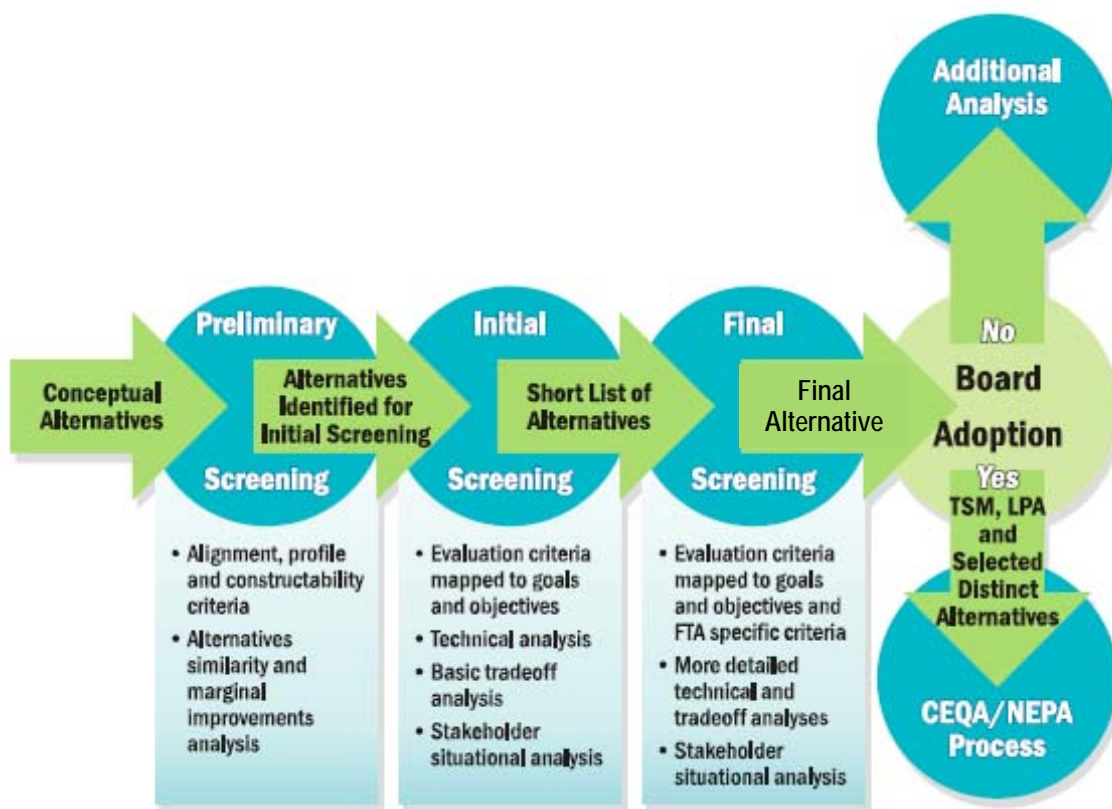 Conceptual
Alternatives
Preliminary
Alternatives
Identified for
Initial Screening
Screening
• Alignment, profile
and constructability
criteria
• Alternatives
similarity and
marginal
improvements
analysis
Initial
Short List of
Alternatives
Screening
• Evaluation criteria
mapped to goals
and objectives
• Technical analysis
• Basic tradeoff
analysis
• Stakeholder
situational analysis
Final
Final
Alternative
Screening
• Evaluation criteria
mapped to goals
and objectives and
FTA specific criteria
• More detailed
technical and
tradeoff analyses
• Stakeholder
situational analysis
Additional
Analysis
No
Board
Adoption
Yes
TSM, LPA
and
Selected
Distinct
Alternatives
CEQA/NEPA
Process